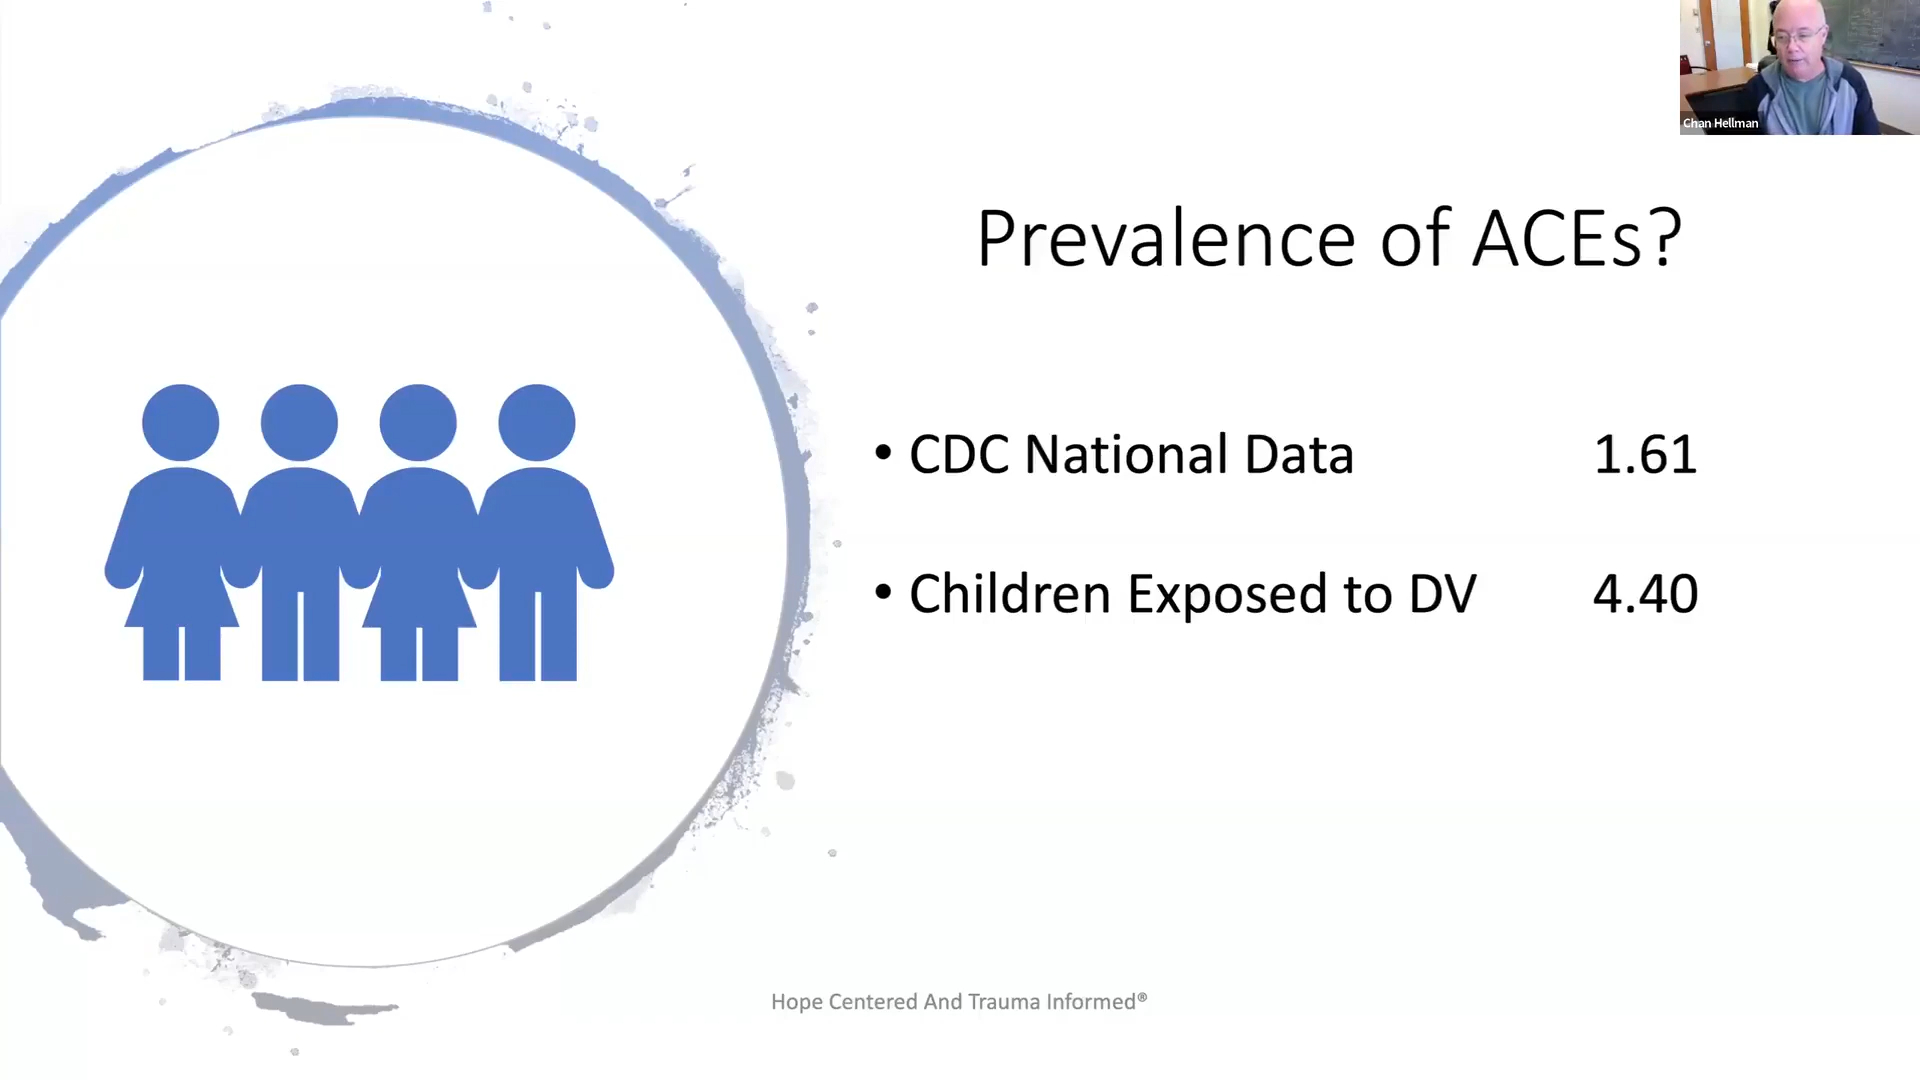 Chan Hellman
Prevalence of ACEs?
• CDC National Data 1.61
• Children Exposed to DV 4.40
Hope Centered And Trauma Informed®